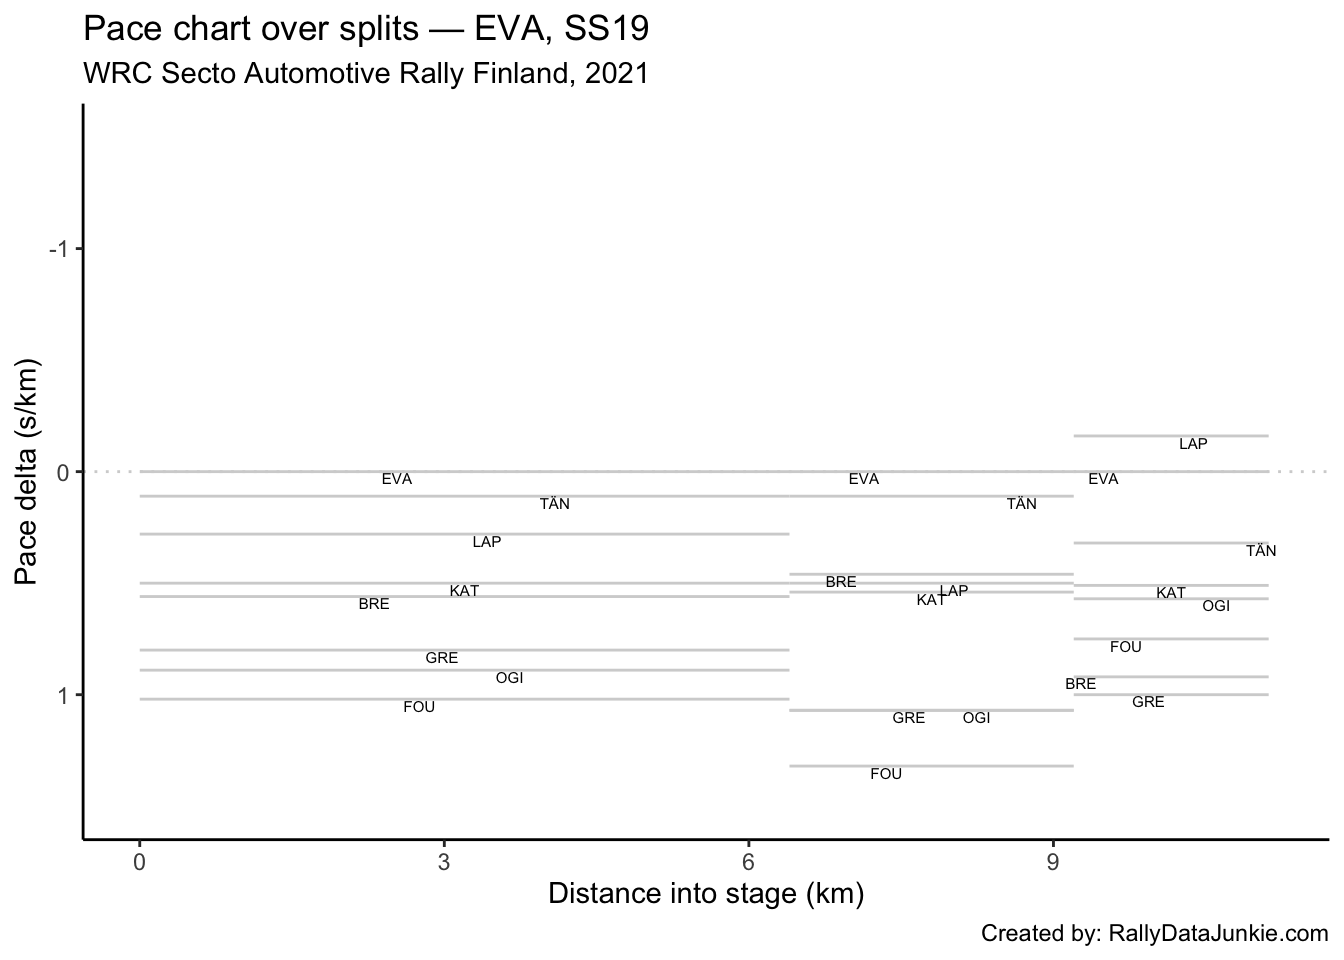 Pace chart over splits — EVA, SS19
WRC Secto Automotive Rally Finland, 2021
Pace delta (s/km)
-1
0
1
LAP
EVA EVA EVA
TÄN TÄN
LAP
TÄN
BRE
KAT LAP KAT
BRE KAT OGI
FOU
GRE
OGI BRE
FOU GRE
GRE OGI
FOU
0 3 6 9
Distance into stage (km)
Created by: RallyDataJunkie.com